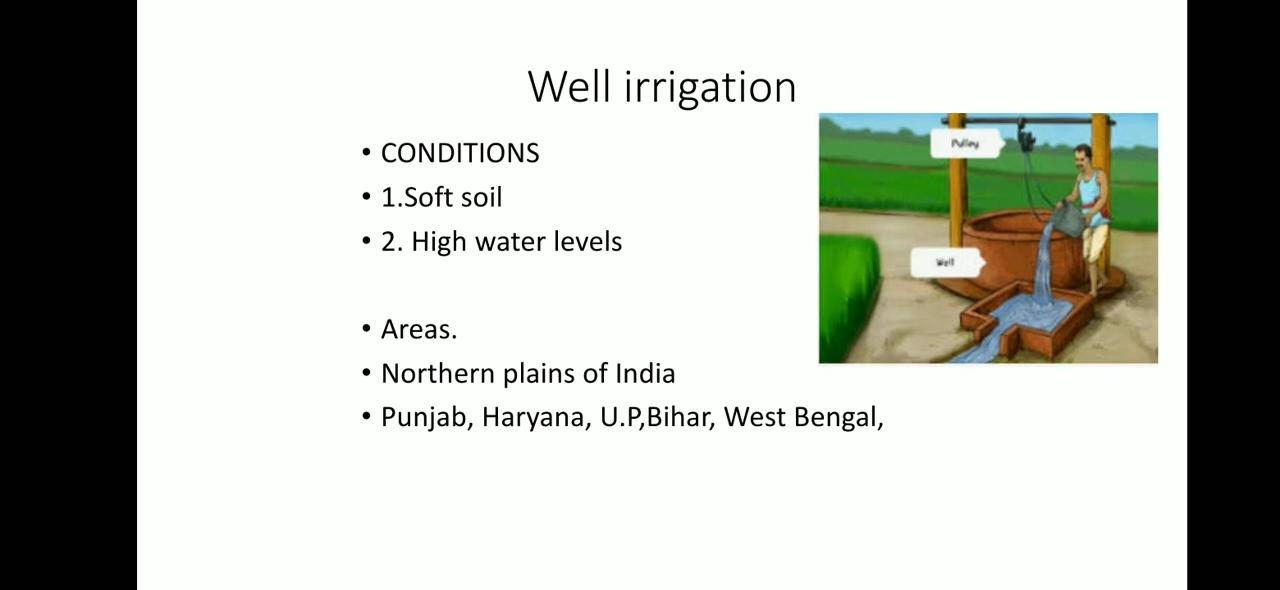 Well irrigation
• CONDITIONS
• 1.Soft soil
• 2. High water levels
• Areas.
• Northern plains of India
• Punjab, Haryana, U.P,Bihar, West Bengal,
Pulley
Well